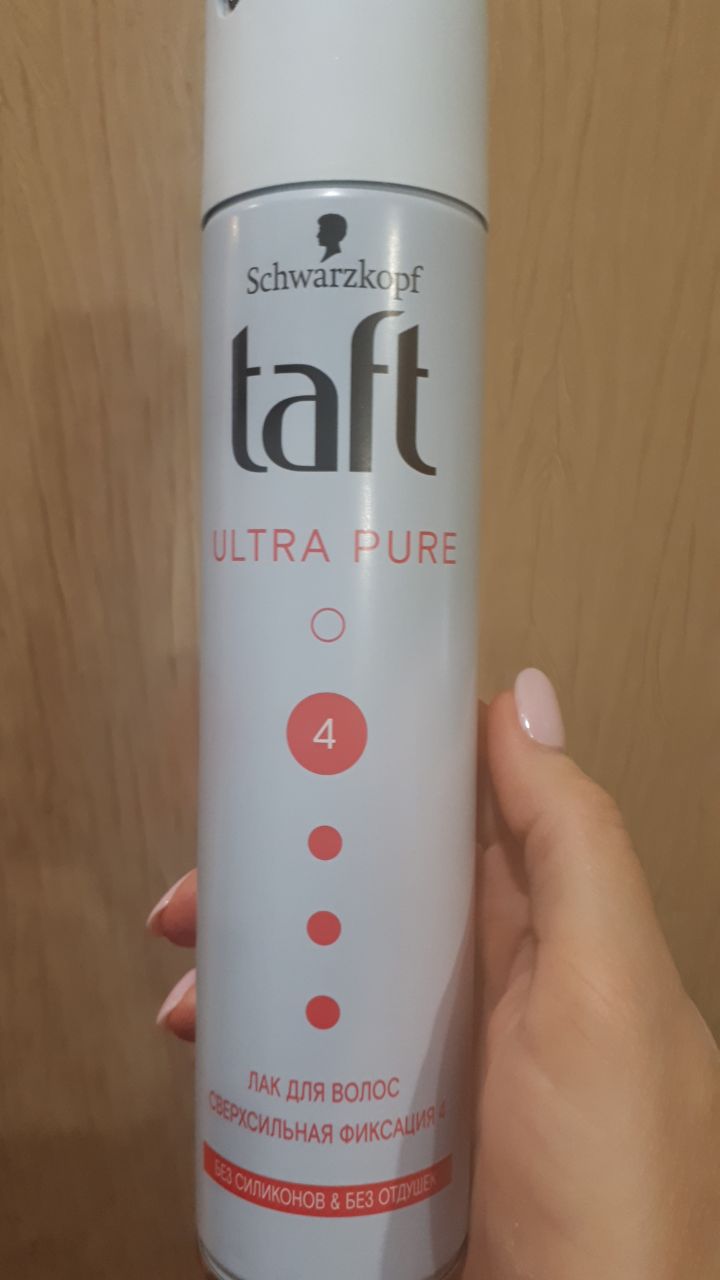 Schwarzkopf
taft
ULTRA PURE
4
ЛАК ДЛЯ ВОЛОС
СВЕРХСИЛЬНАЯ ФИКСАЦИЯ 4
БЕЗ СИЛИКОНОВ & БЕЗ ОТДУШЕК